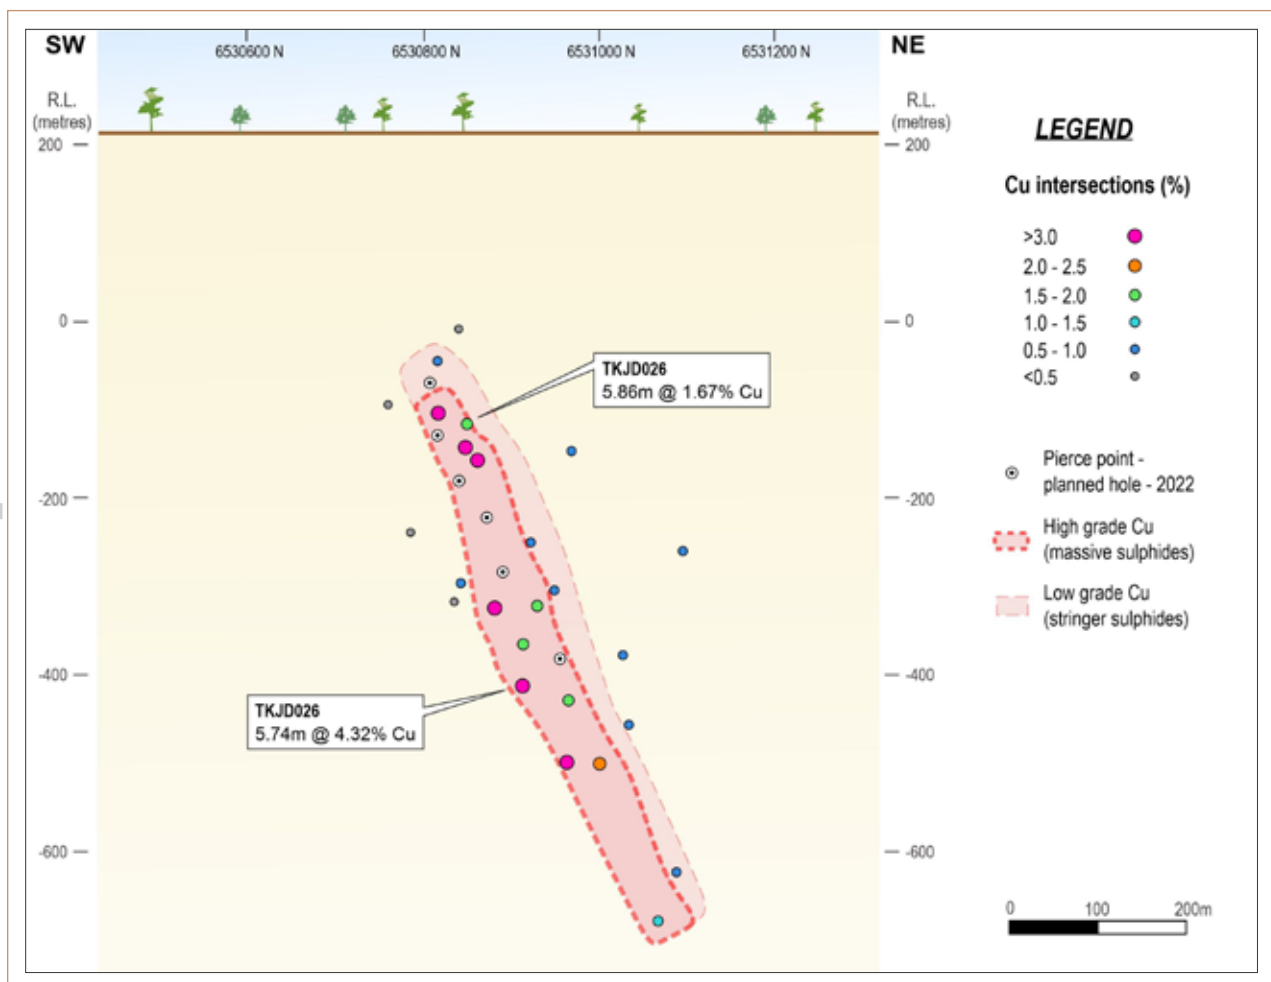 SW
6530600 N
6530800 N
6531000 N
6531200 N
NE
R.L.
(metres)
200
0
-200
-400
-600
R.L.
(metres)
200
0
-200
-400
-600
TKJD026
5.86m @ 1.67% Cu
TKJD026
5.74m @ 4.32% Cu
LEGEND
Cu intersections (%)
>3.0
2.0 - 2.5
1.5 - 2.0
1.0 - 1.5
0.5 - 1.0
<0.5
Pierce point -
planned hole - 2022
High grade Cu
(massive sulphides)
Low grade Cu
(stringer sulphides)
0 100 200m